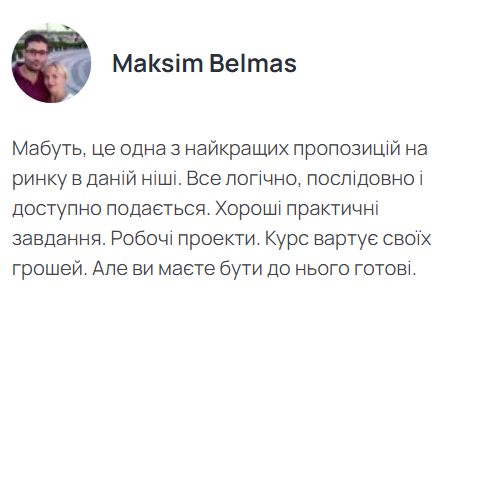 Maksim Belmas
Мабуть, це одна з найкращих пропозицій на
ринку в даній ніші. Все логічно, послідовно і
доступно подається. Хороші практичні
завдання. Робочі проекти. Курс вартує своїх
грошей. Але ви маєте бути до нього готові.